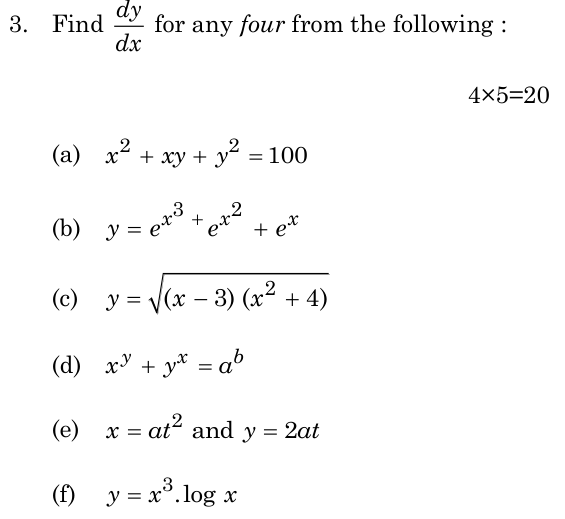 3. Find dy/dx for any four from the following :
4×5=20
(a) x² + xy + y² = 100
(b) y = e^x³ + e^x² + e^x
(c) y = √((x – 3) (x² + 4))
(d) x^y + y^x = a^b
(e) x = at² and y = 2at
(f) y = x³.log x